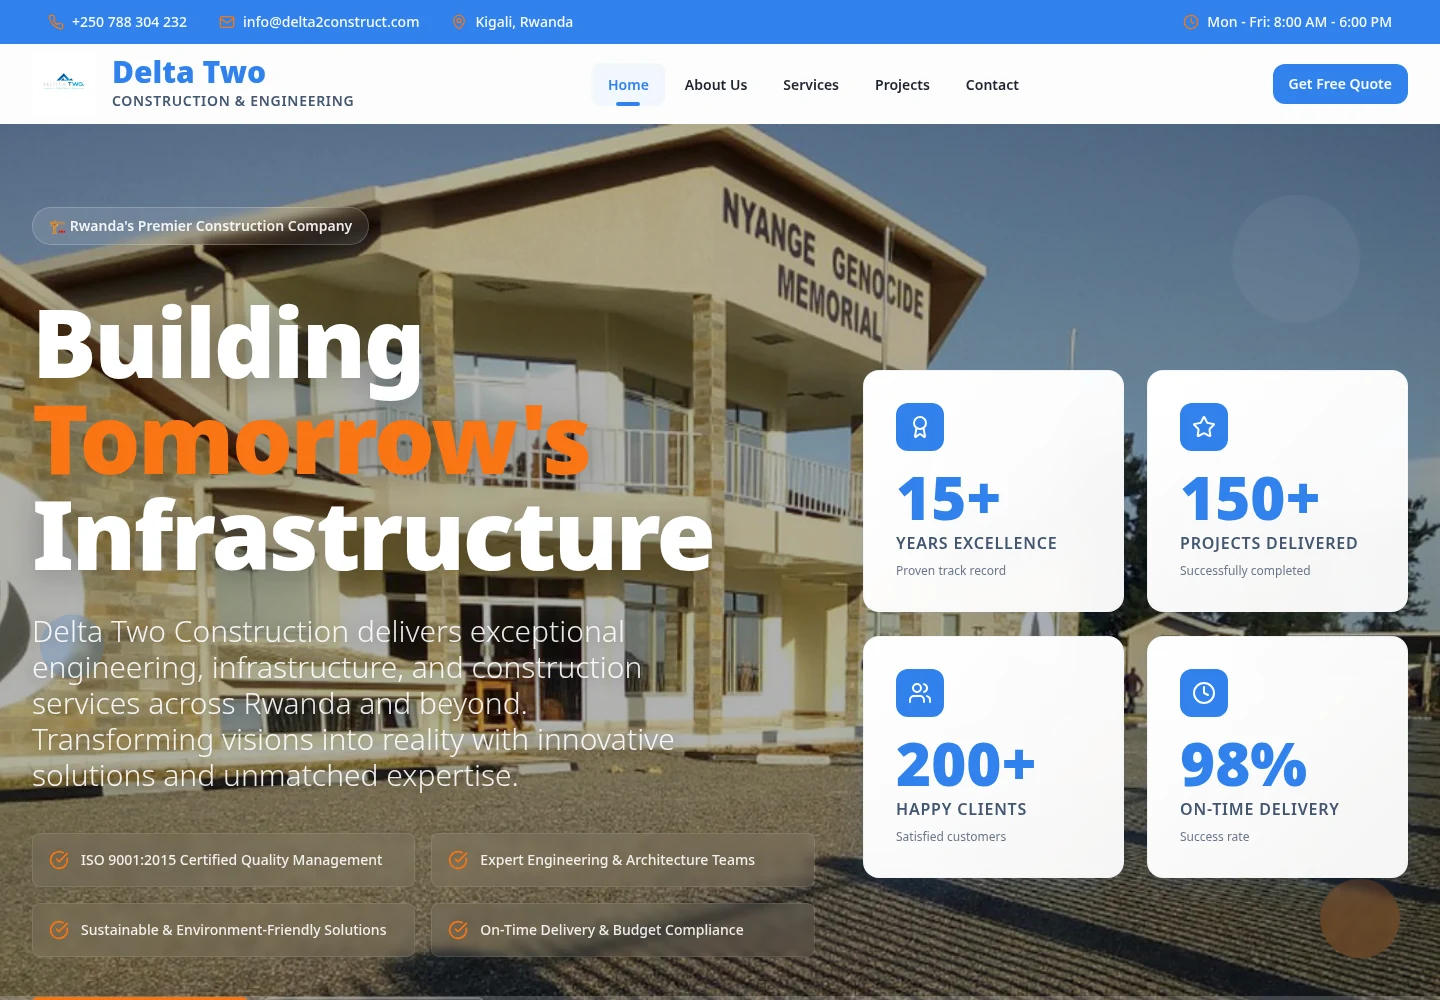 +250 788 304 232
info@delta2construct.com
Kigali, Rwanda
Mon - Fri: 8:00 AM - 6:00 PM
TWO
Delta Two
CONSTRUCTION & ENGINEERING
Home
About Us
Services
Projects
Contact
Get Free Quote
Rwanda's Premier Construction Company
NYANGE GENOCIDE
MEMORIAL
Building
Tomorrow's
Infrastructure
Delta Two Construction delivers exceptional
engineering, infrastructure, and construction
services across Rwanda and beyond.
Transforming visions into reality with innovative
solutions and unmatched expertise.
ISO 9001:2015 Certified Quality Management
Expert Engineering & Architecture Teams
Sustainable & Environment-Friendly Solutions
On-Time Delivery & Budget Compliance
15+
YEARS EXCELLENCE
Proven track record
150+
PROJECTS DELIVERED
Successfully completed
200+
HAPPY CLIENTS
Satisfied customers
98%
ON-TIME DELIVERY
Success rate